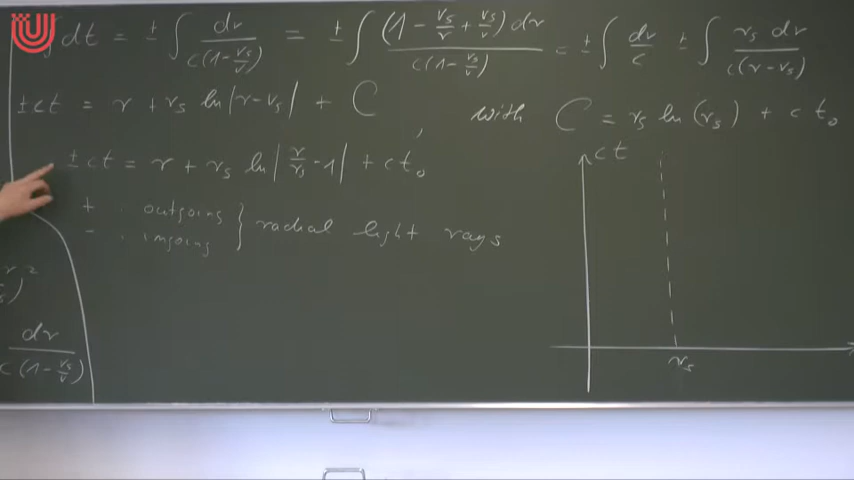 ∫ dt = ± ∫ dr / c(1 - rs/r) = ± ∫ (1 - rs/r + rs/r) dr / c(1 - rs/r) = ± ∫ dr/c ± ∫ rs dr / c(r - rs)
± ct = r + rs ln|r - rs| + C, with C = rs ln(rs) + c t0
± ct = r + rs ln|r/rs - 1| + ct0
+ : outgoing
- : ingoing
} radial light rays
dr / c(1 - rs/r)
ct
rs